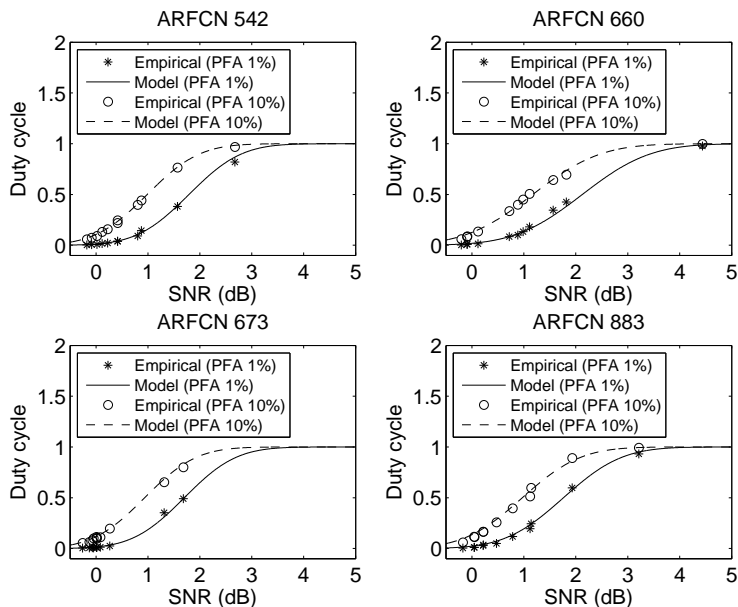 ARFCN 542
2
1.5
1
0.5
0
Duty cycle
Empirical (PFA 1%)
Model (PFA 1%)
Empirical (PFA 10%)
Model (PFA 10%)
0 1 2 3 4 5
SNR (dB)
ARFCN 660
2
1.5
1
0.5
0
Duty cycle
Empirical (PFA 1%)
Model (PFA 1%)
Empirical (PFA 10%)
Model (PFA 10%)
0 1 2 3 4 5
SNR (dB)
ARFCN 673
2
1.5
1
0.5
0
Duty cycle
Empirical (PFA 1%)
Model (PFA 1%)
Empirical (PFA 10%)
Model (PFA 10%)
0 1 2 3 4 5
SNR (dB)
ARFCN 883
2
1.5
1
0.5
0
Duty cycle
Empirical (PFA 1%)
Model (PFA 1%)
Empirical (PFA 10%)
Model (PFA 10%)
0 1 2 3 4 5
SNR (dB)